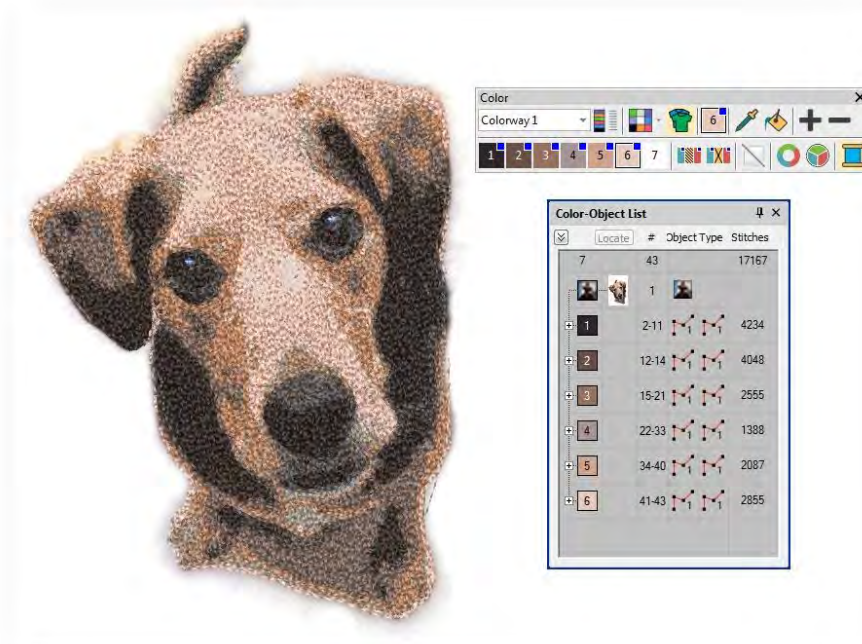 Color
Colorway 1
6
1 2 3 4 5 6 7
Color-Object List
Locate # Object Type Stitches
7 43 17167
1
1 2-11 4234
2 12-14 4048
3 15-21 2555
4 22-33 1388
5 34-40 2087
6 41-43 2855